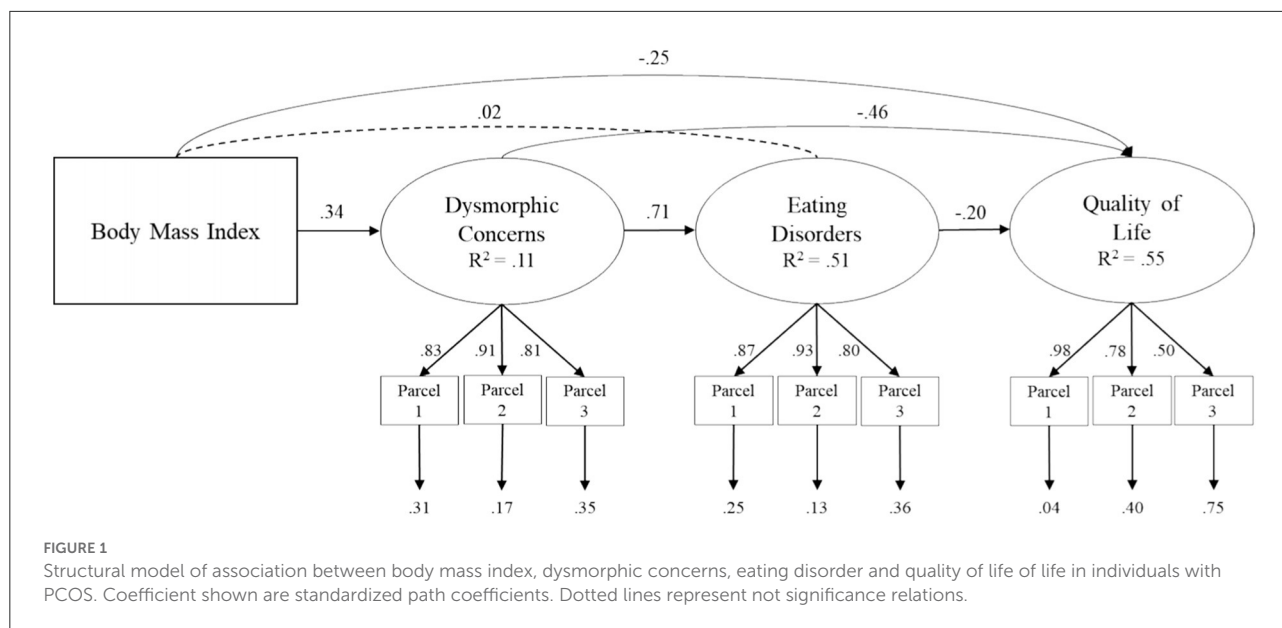 -.25
.02
-.46
Body Mass Index
.34
Dysmorphic
Concerns
R² = .11
.71
Eating
Disorders
R² = .51
-.20
Quality of
Life
R² = .55
.83
.91
.81
.87
.93
.80
.98
.78
.50
Parcel
1
Parcel
2
Parcel
3
Parcel
1
Parcel
2
Parcel
3
Parcel
1
Parcel
2
Parcel
3
.31
.17
.35
.25
.13
.36
.04
.40
.75
FIGURE 1
Structural model of association between body mass index, dysmorphic concerns, eating disorder and quality of life of life in individuals with
PCOS. Coefficient shown are standardized path coefficients. Dotted lines represent not significance relations.